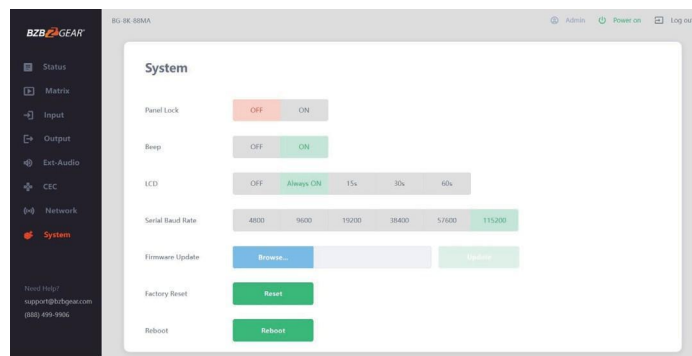 BG-8K-88MA
Admin Power on Log ou
BZBGEAR
Status
Matrix
Input
Output
Ext-Audio
CEC
Network
System
Need Help?
support@bzbgear.com
(888) 499-9906
System
Panel Lock OFF ON
Beep OFF ON
LCD OFF Always ON 15s 30s 60s
Serial Baud Rate 4800 9600 19200 38400 57600 115200
Firmware Update Browse... Update
Factory Reset Reset
Reboot Reboot